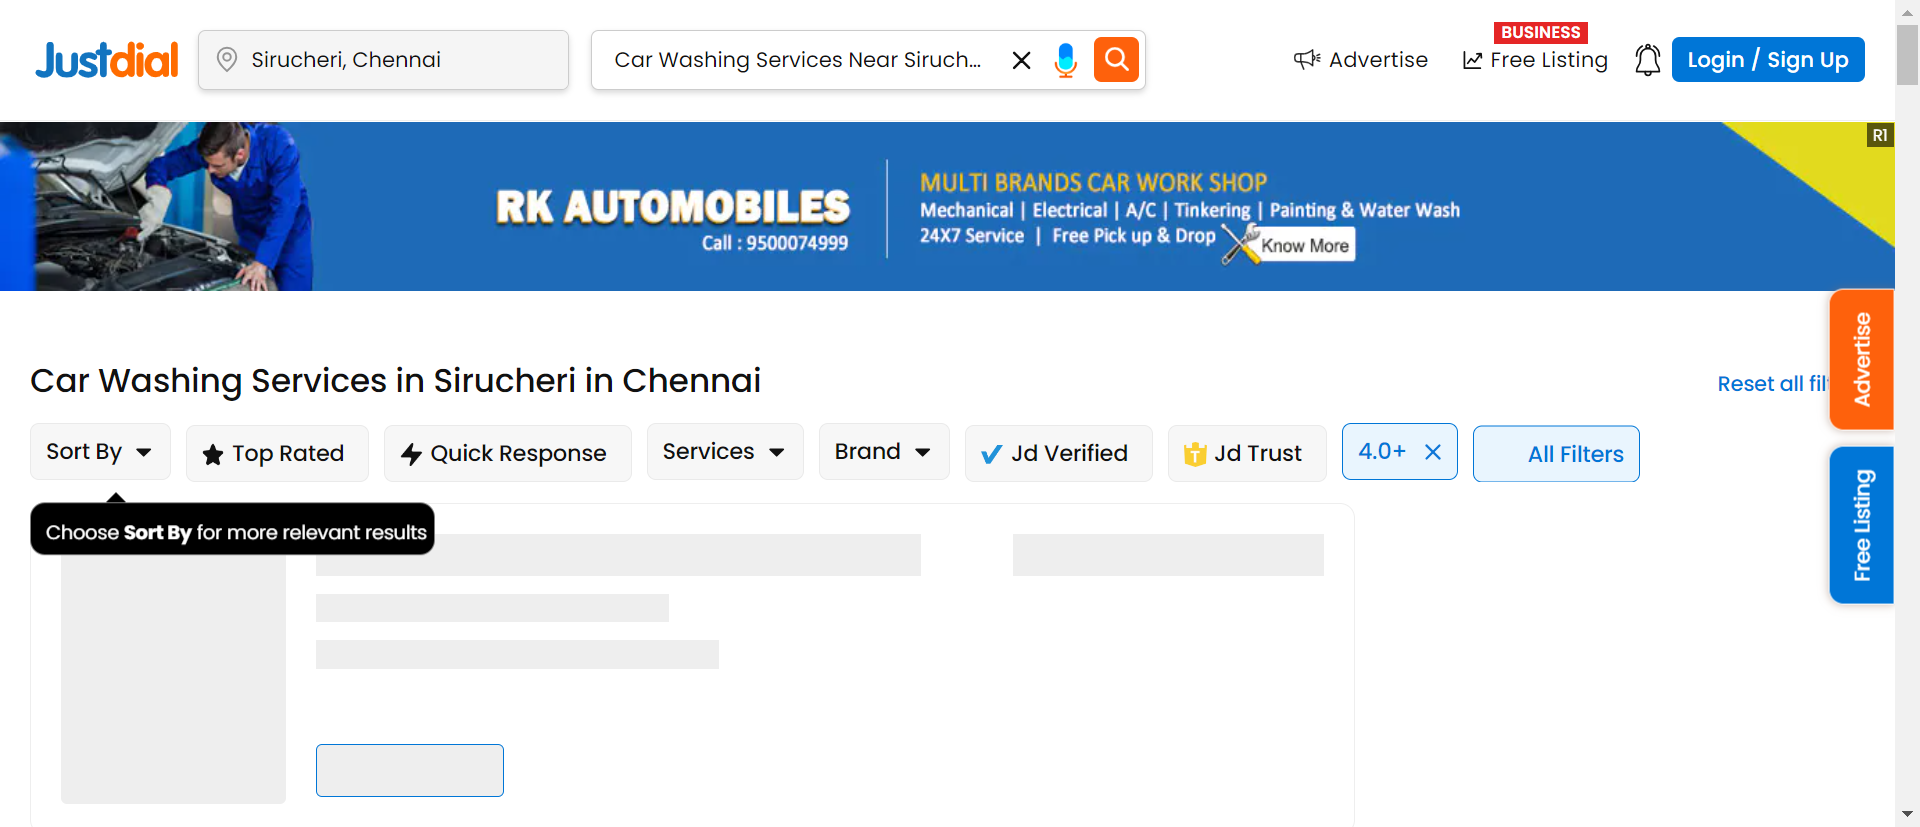 Justdial
Sirucheri, Chennai
Car Washing Services Near Siruch...
Advertise
BUSINESS
Free Listing
Login / Sign Up
R1
RK AUTOMOBILES
Call : 9500074999
MULTI BRANDS CAR WORK SHOP
Mechanical | Electrical | A/C | Tinkering | Painting & Water Wash
24X7 Service | Free Pick up & Drop
Know More
Car Washing Services in Sirucheri in Chennai
Reset all fil
Advertise
Free Listing
Sort By
Top Rated
Quick Response
Services
Brand
Jd Verified
T Jd Trust
4.0+
All Filters
Choose Sort By for more relevant results